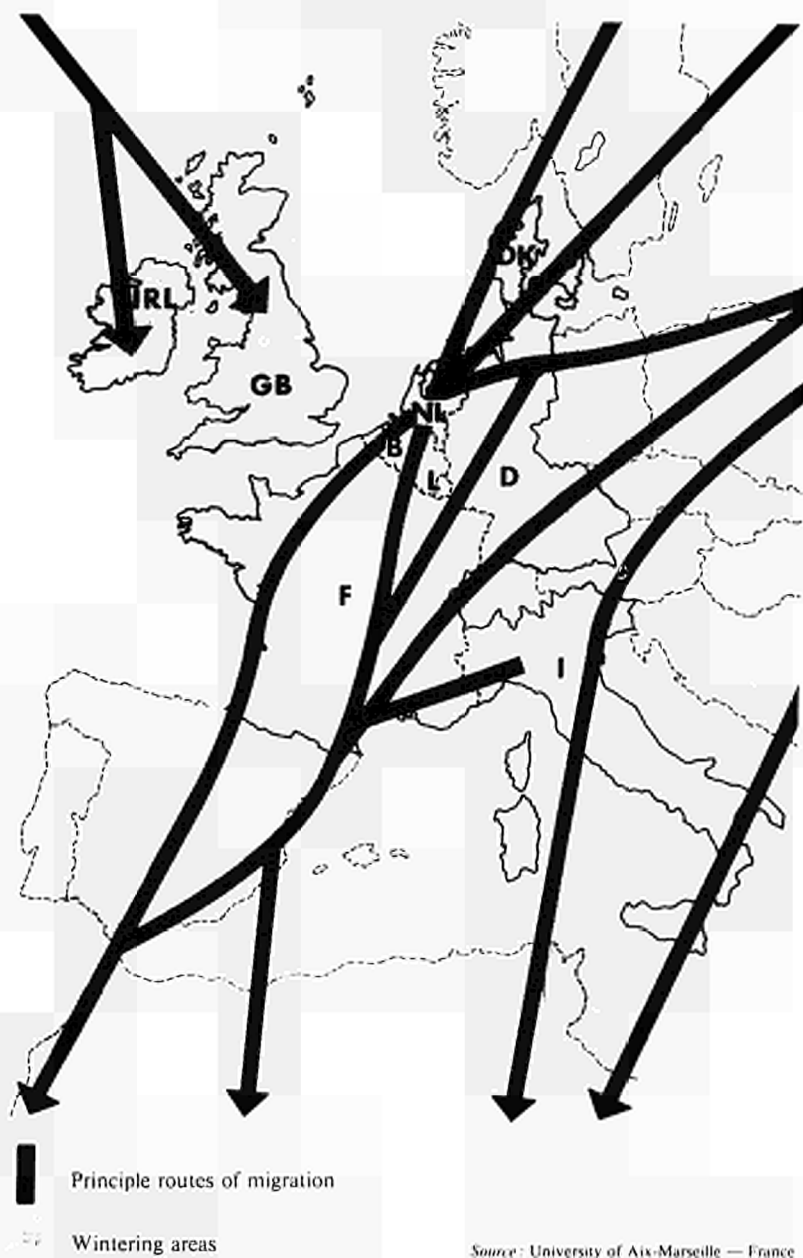 DK
IRL
GB
NL
B
L
D
F
I
Principle routes of migration
Wintering areas
Source: University of Aix-Marseille — France